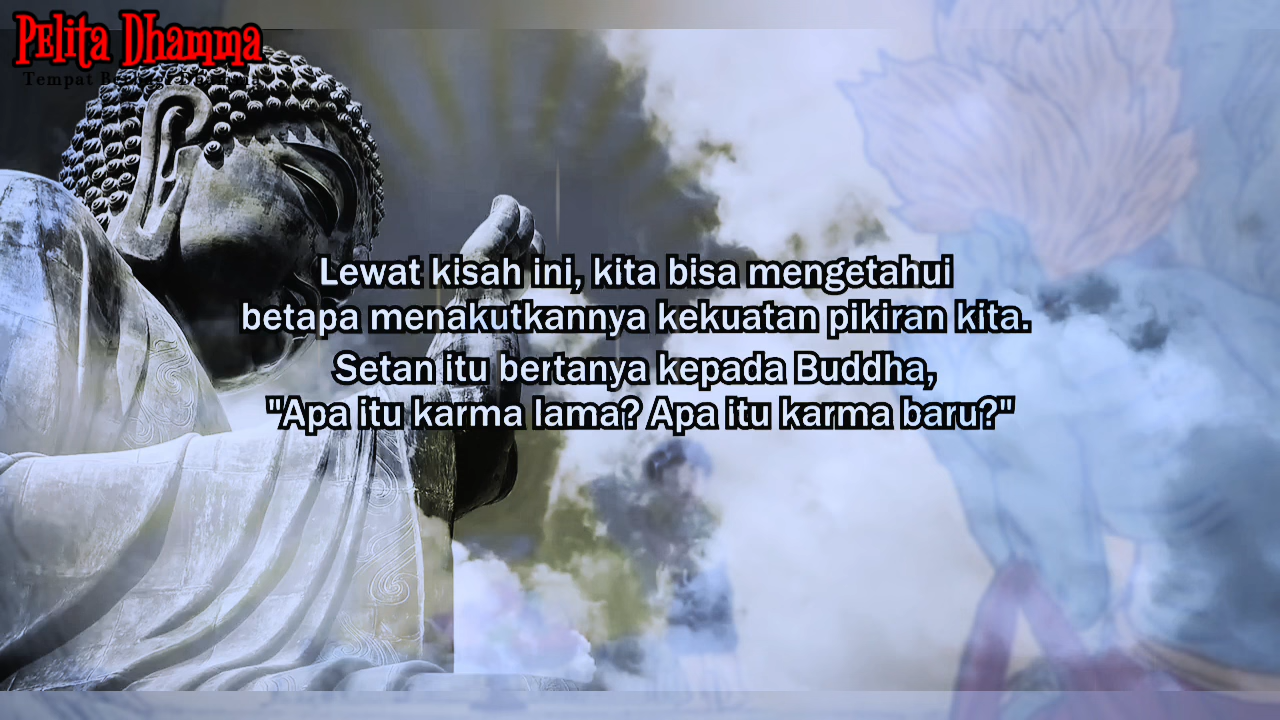 Pelita Dhamma
Tempat
Lewat kisah ini, kita bisa mengetahui
betapa menakutkannya kekuatan pikiran kita.
Setan itu bertanya kepada Buddha,
"Apa itu karma lama? Apa itu karma baru?"